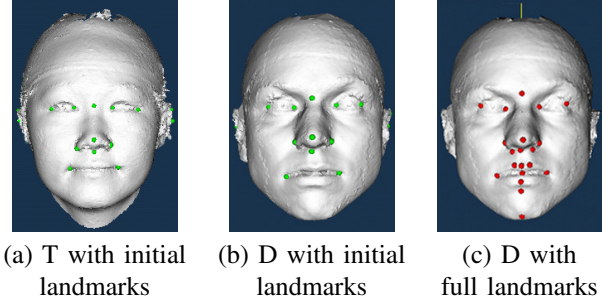 (a) T with initial
landmarks
(b) D with initial
landmarks
(c) D with
full landmarks